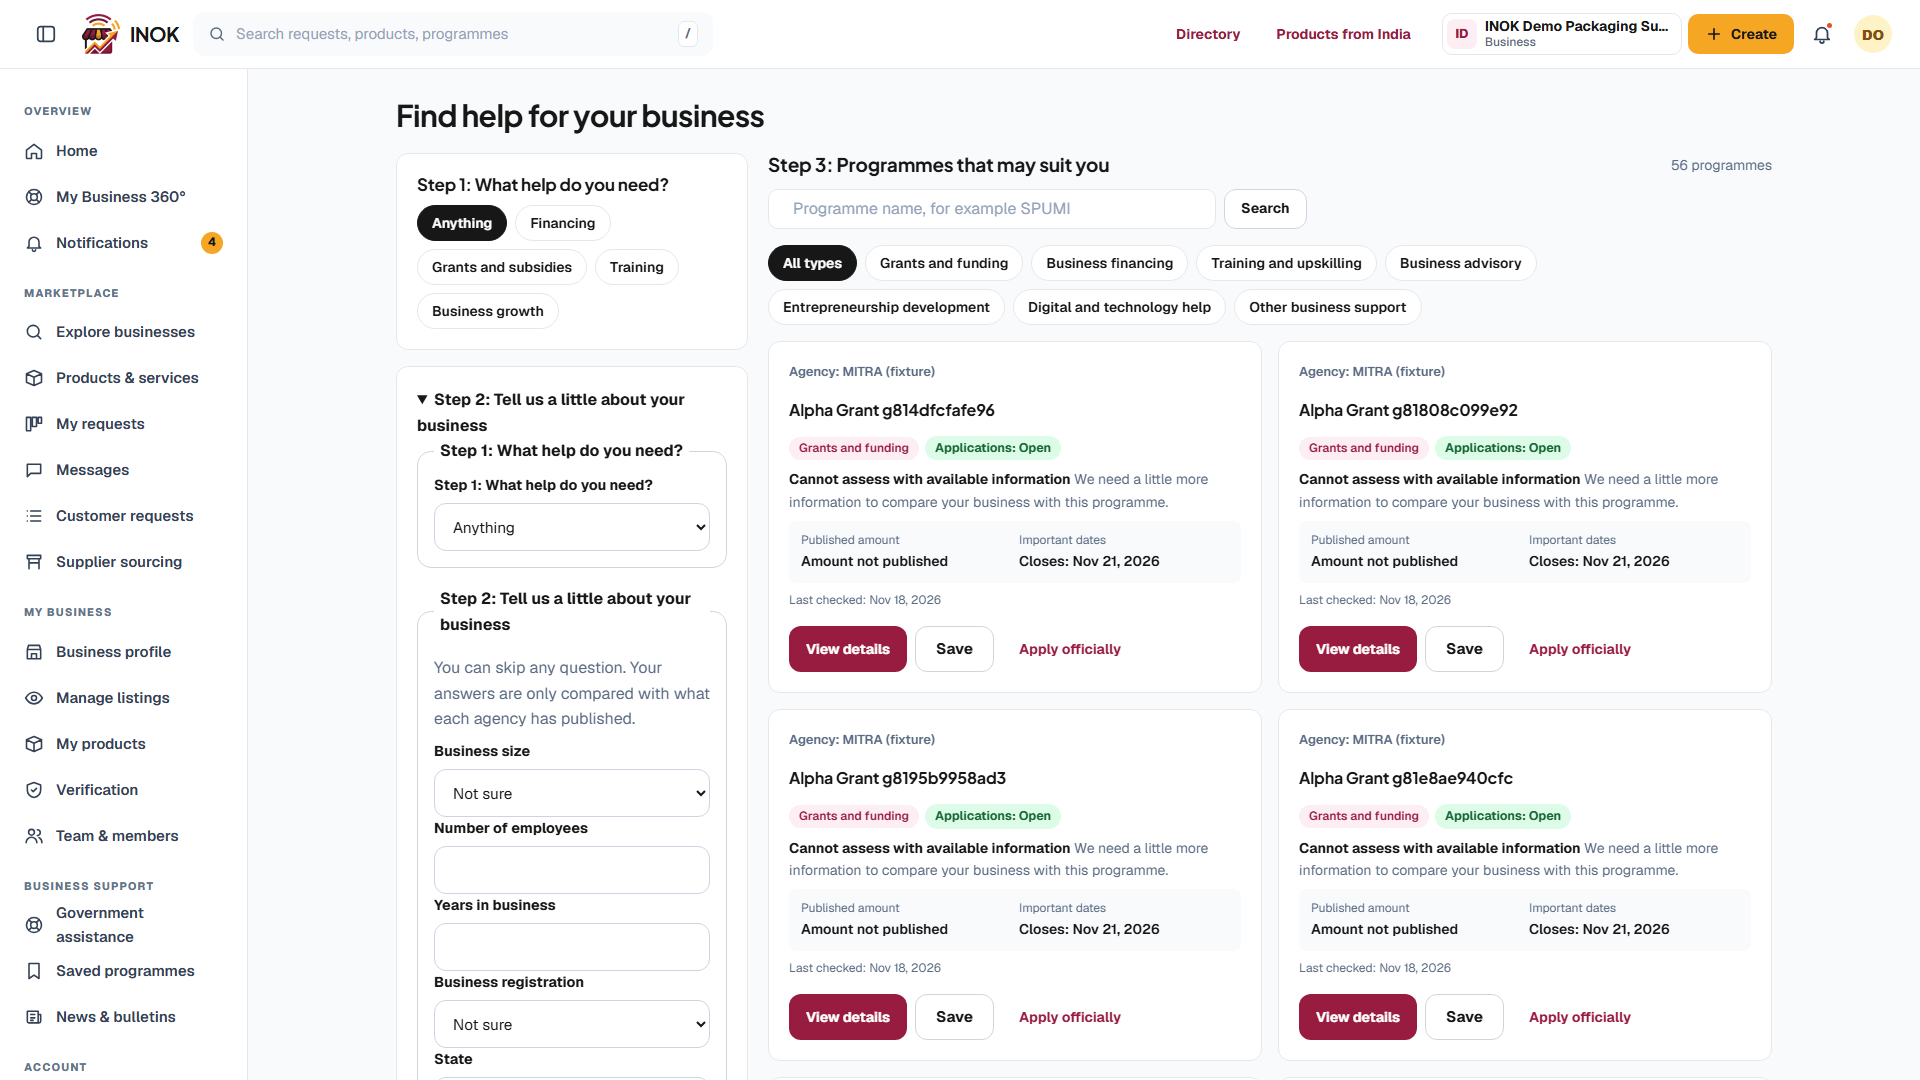 INOK
Search requests, products, programmes
/
Directory
Products from India
ID
INOK Demo Packaging Su...
Business
Create
DO
OVERVIEW
Home
My Business 360°
Notifications
4
MARKETPLACE
Explore businesses
Products & services
My requests
Messages
Customer requests
Supplier sourcing
MY BUSINESS
Business profile
Manage listings
My products
Verification
Team & members
BUSINESS SUPPORT
Government
assistance
Saved programmes
News & bulletins
ACCOUNT
Find help for your business
Step 1: What help do you need?
Anything
Financing
Grants and subsidies
Training
Business growth
Step 2: Tell us a little about your
business
Step 1: What help do you need?
Step 1: What help do you need?
Anything
Step 2: Tell us a little about your
business
You can skip any question. Your
answers are only compared with what
each agency has published.
Business size
Not sure
Number of employees
Years in business
Business registration
Not sure
State
Step 3: Programmes that may suit you
56 programmes
Programme name, for example SPUMI
Search
All types
Grants and funding
Business financing
Training and upskilling
Business advisory
Entrepreneurship development
Digital and technology help
Other business support
Agency: MITRA (fixture)
Alpha Grant g814dfcfafe96
Grants and funding
Applications: Open
Cannot assess with available information We need a little more
information to compare your business with this programme.
Published amount
Important dates
Amount not published
Closes: Nov 21, 2026
Last checked: Nov 18, 2026
View details
Save
Apply officially
Agency: MITRA (fixture)
Alpha Grant g81808c099e92
Grants and funding
Applications: Open
Cannot assess with available information We need a little more
information to compare your business with this programme.
Published amount
Important dates
Amount not published
Closes: Nov 21, 2026
Last checked: Nov 18, 2026
View details
Save
Apply officially
Agency: MITRA (fixture)
Alpha Grant g8195b9958ad3
Grants and funding
Applications: Open
Cannot assess with available information We need a little more
information to compare your business with this programme.
Published amount
Important dates
Amount not published
Closes: Nov 21, 2026
Last checked: Nov 18, 2026
View details
Save
Apply officially
Agency: MITRA (fixture)
Alpha Grant g81e8ae940cfc
Grants and funding
Applications: Open
Cannot assess with available information We need a little more
information to compare your business with this programme.
Published amount
Important dates
Amount not published
Closes: Nov 21, 2026
Last checked: Nov 18, 2026
View details
Save
Apply officially